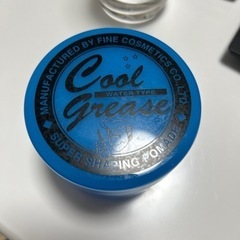 MANUFACTURED BY FINE COSMETICS CO., LTD.
Cool
WATER TYPE
Grease
SUPER SHAPING POMADE